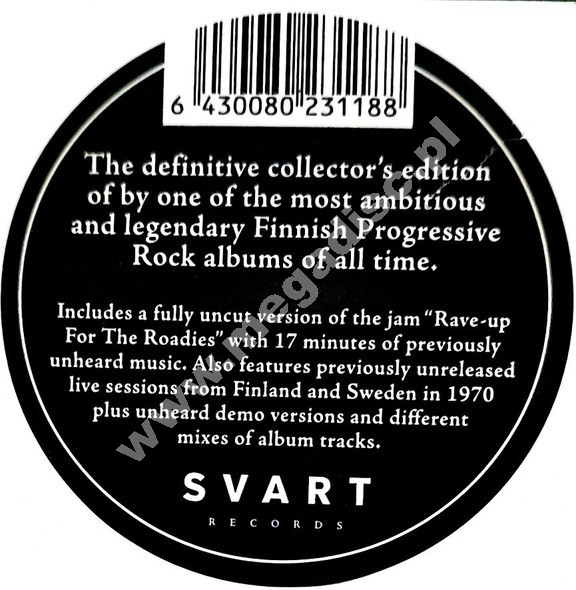 6 430080 231188
The definitive collector's edition
of by one of the most ambitious
and legendary Finnish Progressive
Rock albums of all time.
Includes a fully uncut version of the jam "Rave-up
For The Roadies" with 17 minutes of previously
unheard music. Also features previously unreleased
live sessions from Finland and Sweden in 1970
plus unheard demo versions and different
mixes of album tracks.
SVART
RECORDS
www.megadisc.pl